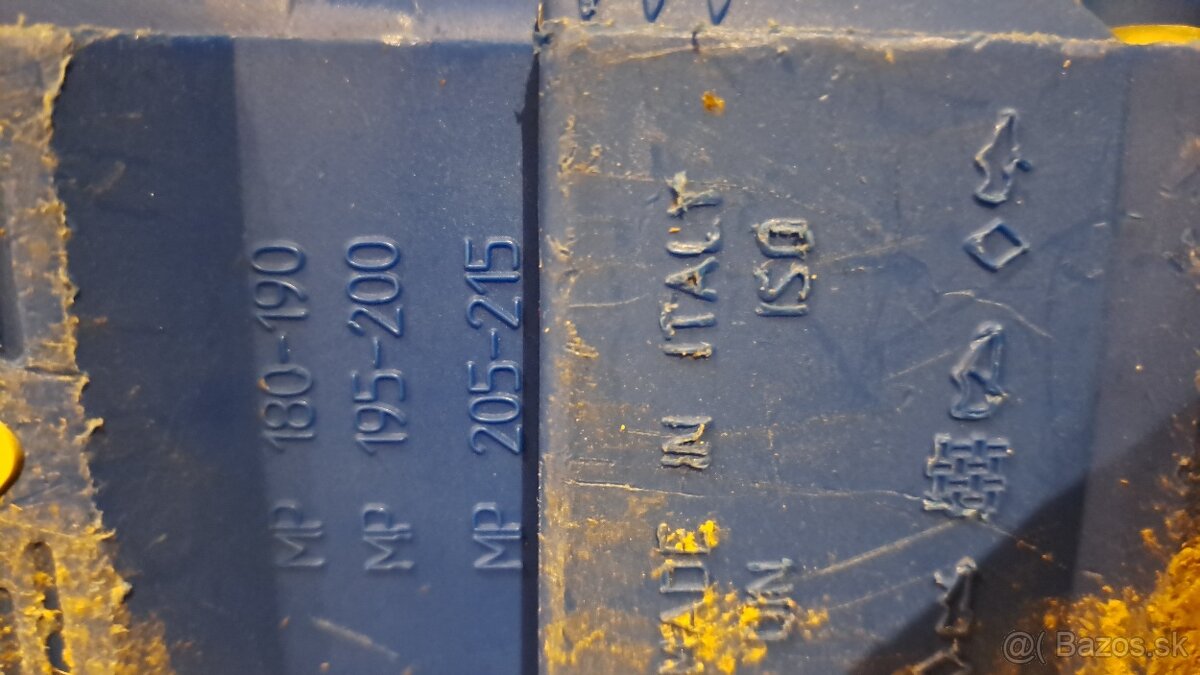 MP 180-190
MP 195-200
MP 205-215
MADE IN ITALY
ISO
@( Bazos.sk